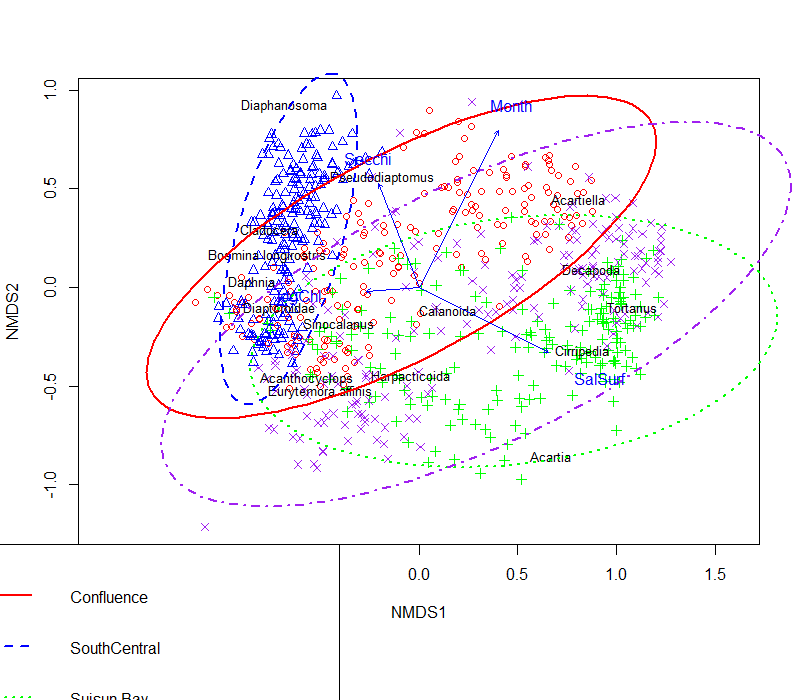 1.0
0.5
0.0
-0.5
-1.0
NMDS2
Diaphanosoma
Month
Secchi
Pseudodiaptomus
Acartiella
Cladocera
Bosmina longirostris
Decapoda
Daphnia
Diaptomidae
Calanoida
Tortanus
Sinocalanus
Cirripedia
SalSurf
Acanthocyclops
Harpacticoida
Eurytemora affinis
Acartia
0.0 0.5 1.0 1.5
NMDS1
Confluence
SouthCentral
Suisun Bay